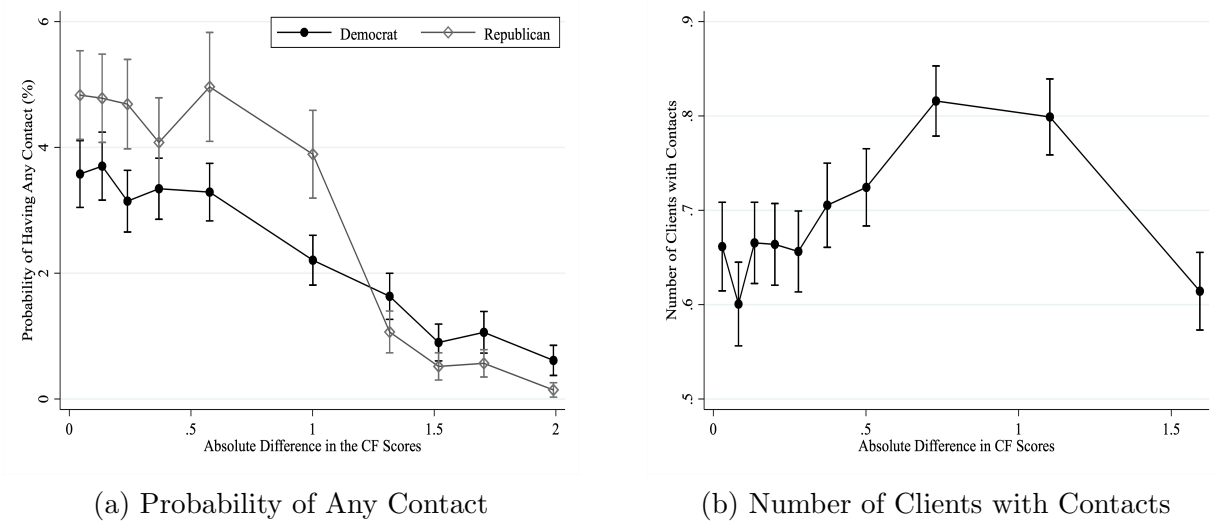 Democrat
Republican
Probability of Having Any Contact (%)
6
4
2
0
0 .5 1 1.5 2
Absolute Difference in the CF Scores
(a) Probability of Any Contact
Number of Clients with Contacts
.9
.8
.7
.6
.5
0 .5 1 1.5
Absolute Difference in CF Scores
(b) Number of Clients with Contacts